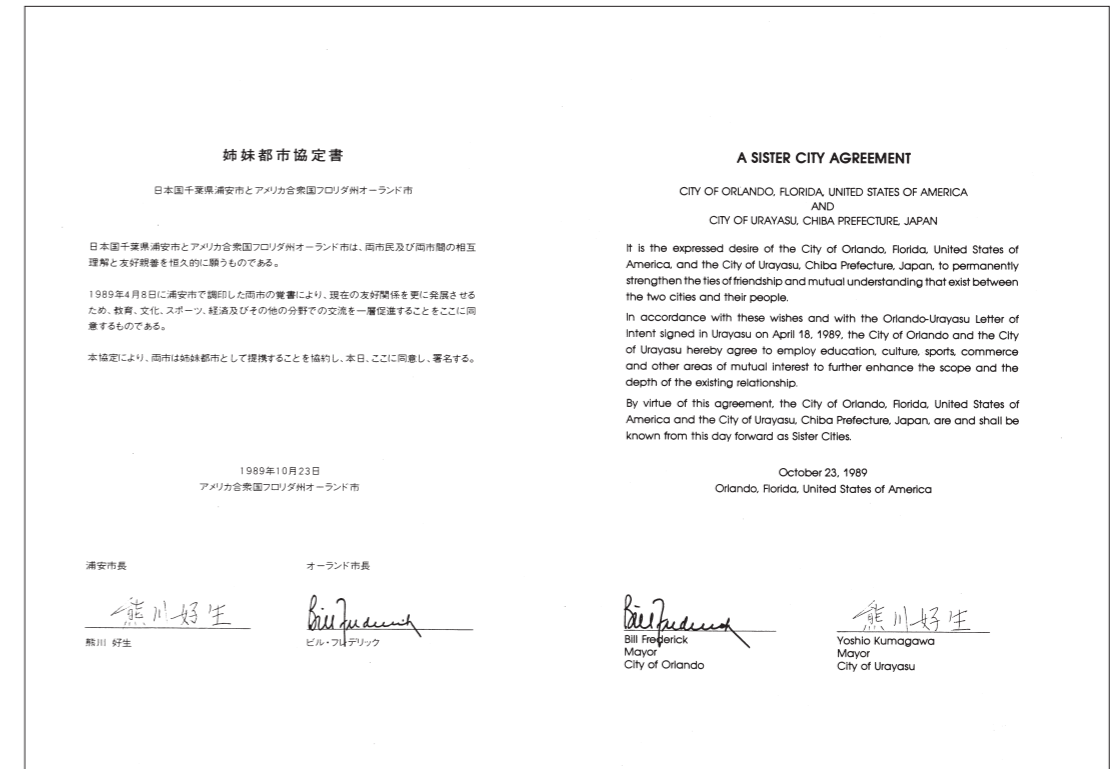 姉妹都市協定書
日本国千葉県浦安市とアメリカ合衆国フロリダ州オーランド市
日本国千葉県浦安市とアメリカ合衆国フロリダ州オーランド市は、両市民及び両市間の相互
理解と友好親善を恒久的に願うものである。
1989年4月8日に浦安市で調印した両市の覚書により、現在の友好関係を更に発展させる
ため、教育、文化、スポーツ、経済及びその他の分野での交流を一層促進することをここに同
意するものである。
本協定により、両市は姉妹都市として提携することを協約し、本日、ここに同意し、署名する。
1989年10月23日
アメリカ合衆国フロリダ州オーランド市
浦安市長
オーランド市長
熊川好生
Bill Frederick
熊川 好生
ビル・フレデリック
A SISTER CITY AGREEMENT
CITY OF ORLANDO, FLORIDA, UNITED STATES OF AMERICA
AND
CITY OF URAYASU, CHIBA PREFECTURE, JAPAN
It is the expressed desire of the City of Orlando, Florida, United States of
America, and the City of Urayasu, Chiba Prefecture, Japan, to permanently
strengthen the ties of friendship and mutual understanding that exist between
the two cities and their people.
In accordance with these wishes and with the Orlando-Urayasu Letter of
Intent signed in Urayasu on April 18, 1989, the City of Orlando and the City
of Urayasu hereby agree to employ education, culture, sports, commerce
and other areas of mutual interest to further enhance the scope and the
depth of the existing relationship.
By virtue of this agreement, the City of Orlando, Florida, United States of
America and the City of Urayasu, Chiba Prefecture, Japan, are and shall be
known from this day forward as Sister Cities.
October 23, 1989
Orlando, Florida, United States of America
Bill Frederick
熊川好生
Bill Frederick
Mayor
City of Orlando
Yoshio Kumagawa
Mayor
City of Urayasu